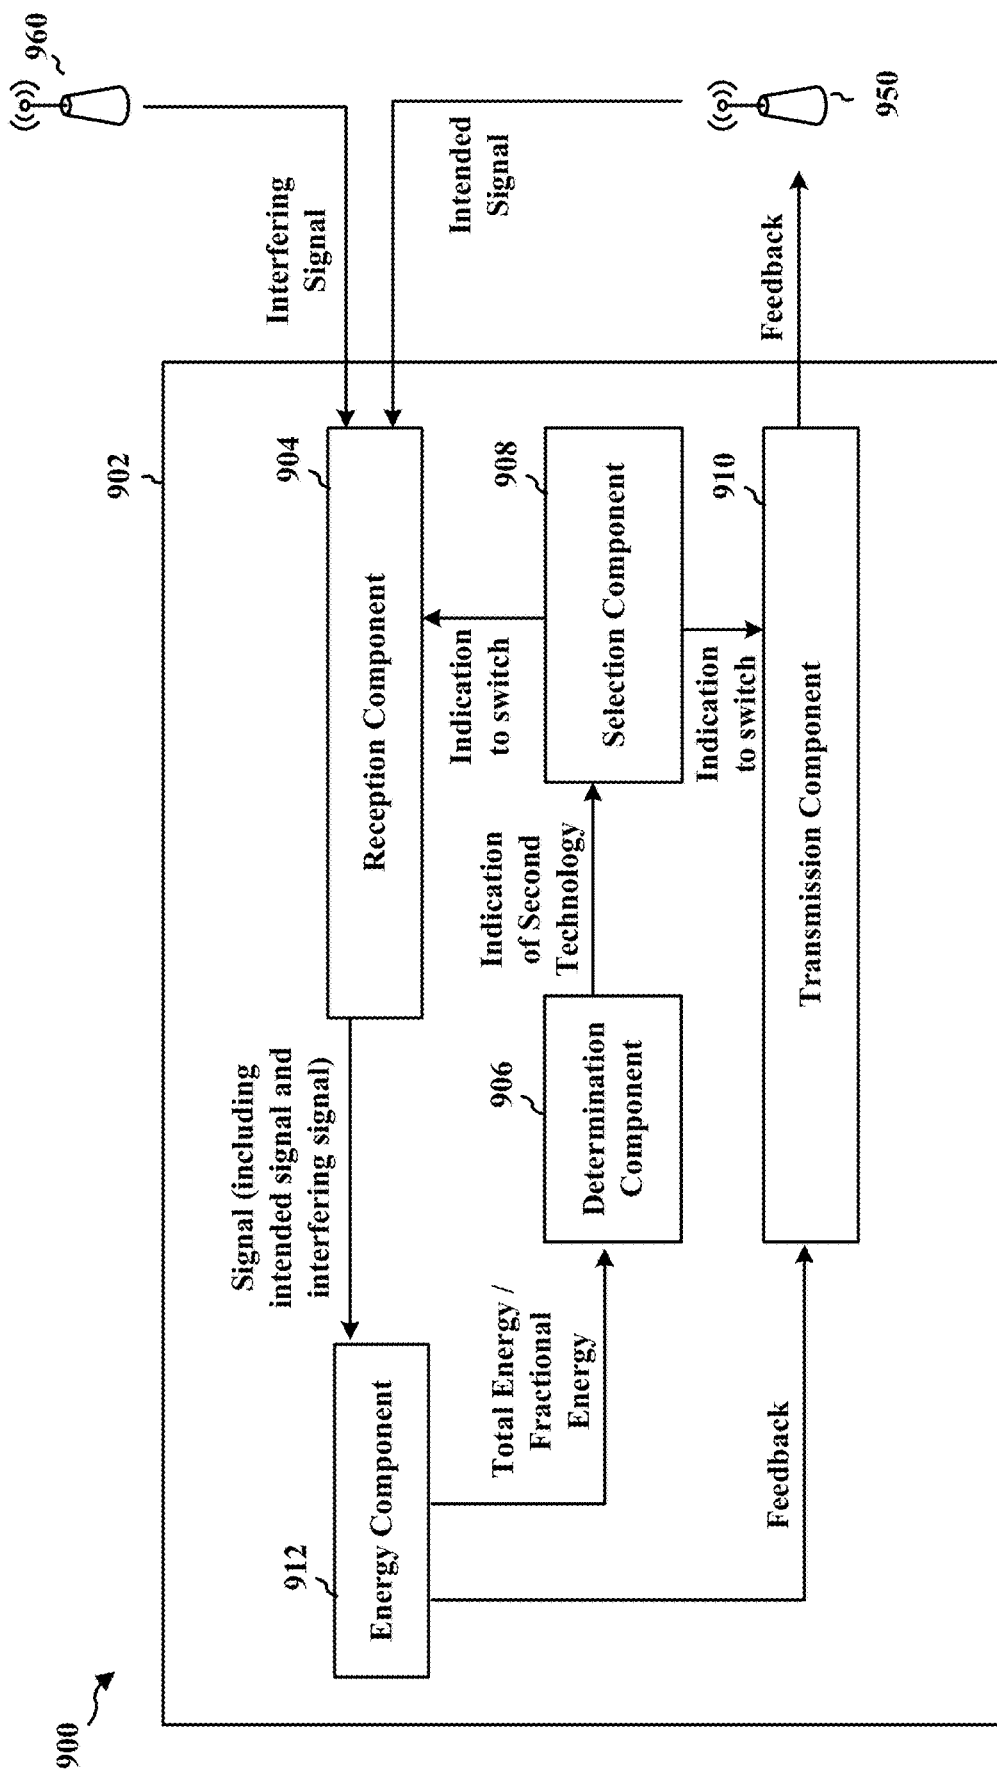 900
902
912
Energy Component
Signal (including
intended signal and
interfering signal)
904
Reception Component
Interfering
Signal
960
Intended
Signal
950
Total Energy /
Fractional
Energy
906
Determination
Component
Indication
of Second
Technology
908
Selection Component
Indication
to switch
Indication
to switch
910
Transmission Component
Feedback
Feedback